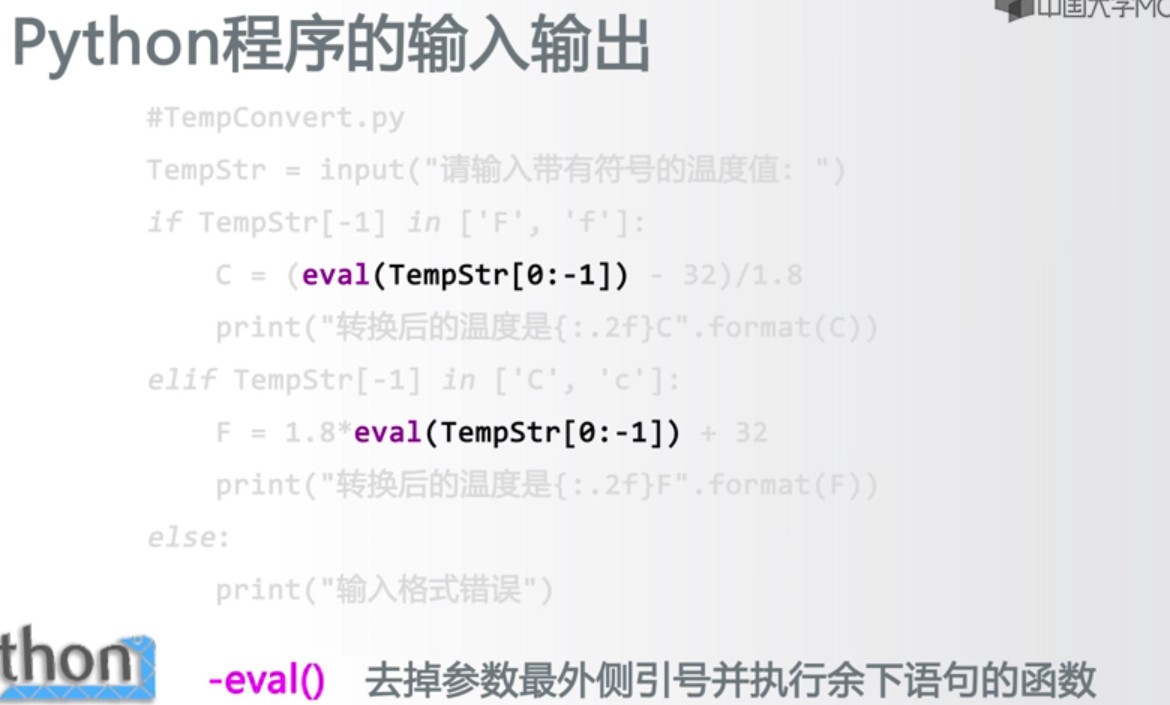 中国大学MO
Python程序的输入输出
#TempConvert.py
TempStr = input("请输入带有符号的温度值: ")
if TempStr[-1] in ['F', 'f']:
    C = (eval(TempStr[0:-1]) - 32)/1.8
    print("转换后的温度是{:.2f}C".format(C))
elif TempStr[-1] in ['C', 'c']:
    F = 1.8*eval(TempStr[0:-1]) + 32
    print("转换后的温度是{:.2f}F".format(F))
else:
    print("输入格式错误")
thon
-eval() 去掉参数最外侧引号并执行余下语句的函数